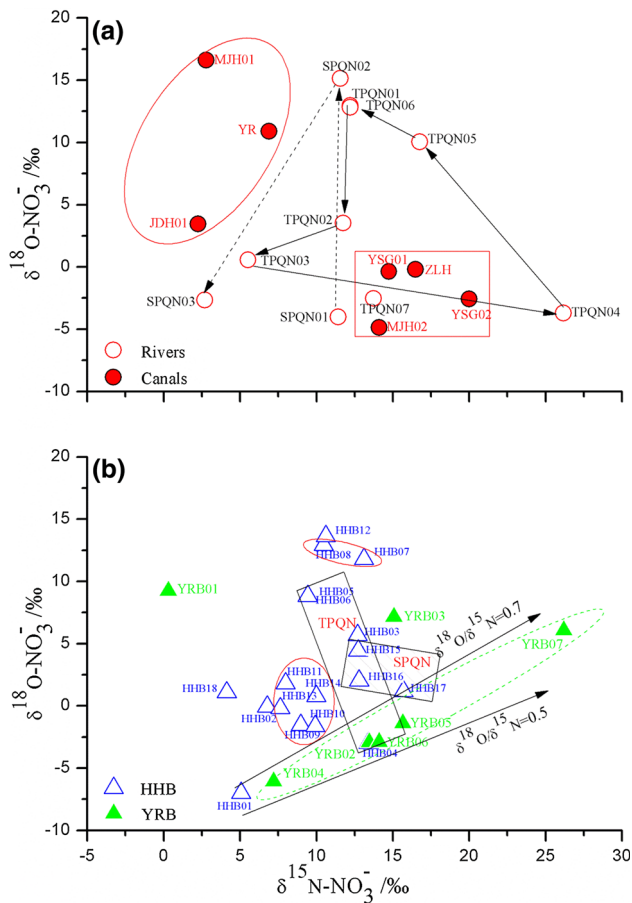 (a)
20
15
10
5
0
-5
-10
δ18O-NO3-/‰
MJH01
YR
JDH01
SPQN02
TPQN01
TPQN06
TPQN05
TPQN02
TPQN03
SPQN03
YSG01
ZLH
TPQN07
YSG02
SPQN01
MJH02
TPQN04
Rivers
Canals
(b)
20
15
10
5
0
-5
-10
δ18O-NO3-/‰
HHB12
HHB08
HHB07
YRB01
HHB05
HHB06
TPQN
YRB03
HHB03
HHB15
SPQN
δ18O/δ15N=0.7
YRB07
HHB11
HHB16
HHB18
HHB14
HHB17
HHB13
HHB02
HHB10
HHB09
YRB05
δ18O/δ15N=0.5
YRB02
ERH06
HHB04
YRB04
HHB01
HHB
YRB
-5
0
5
10
15
20
25
30
δ15N-NO3-/‰